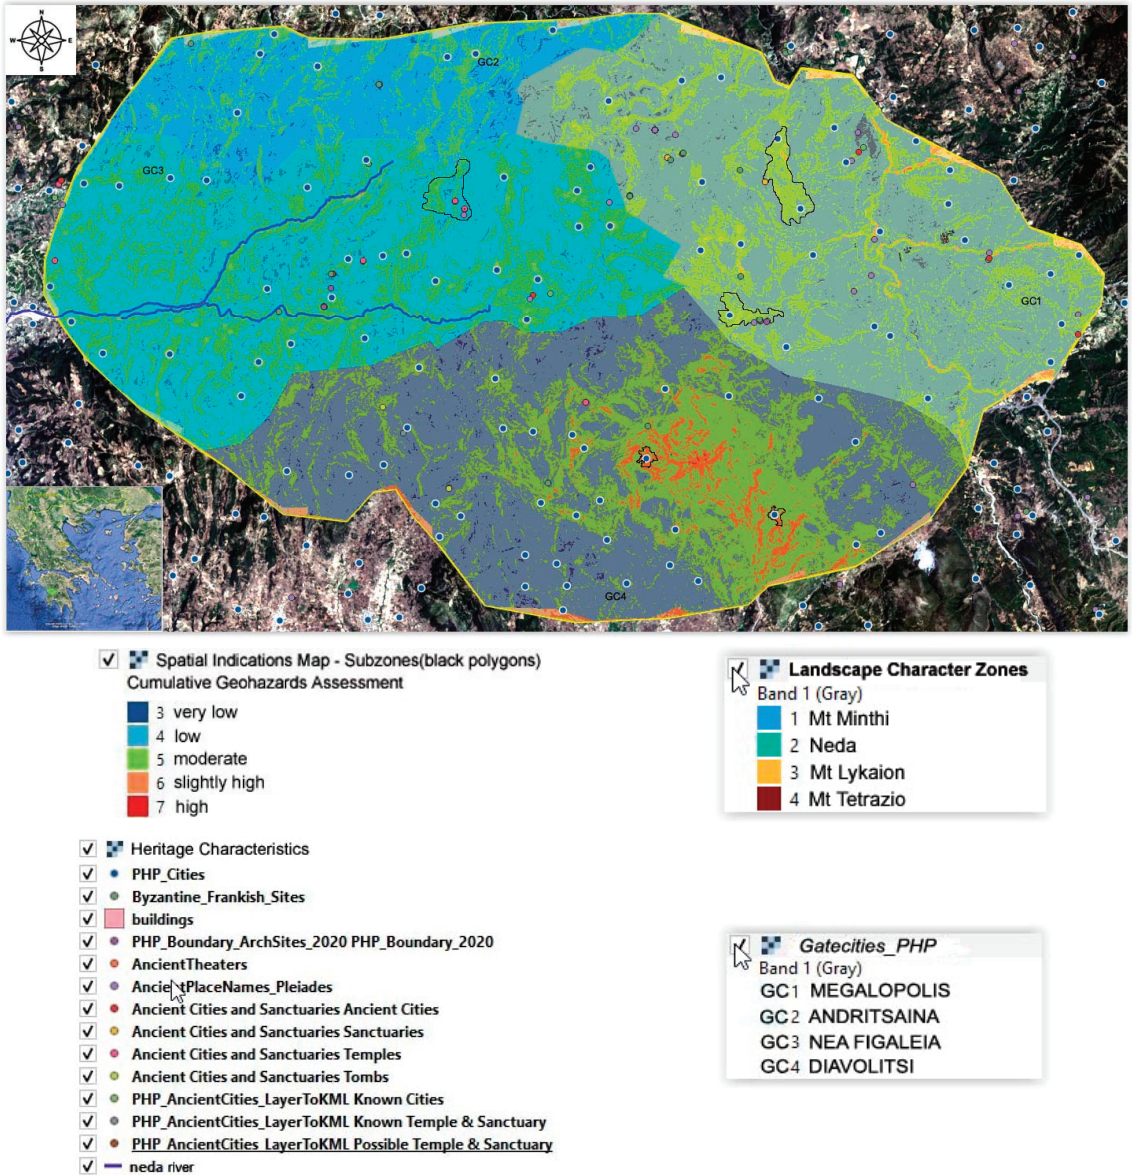 N
W E
S
GC2
GC3
GC1
GC4
Spatial Indications Map - Subzones(black polygons)
Cumulative Geohazards Assessment
3 very low
4 low
5 moderate
6 slightly high
7 high
Landscape Character Zones
Band 1 (Gray)
1 Mt Minthi
2 Neda
3 Mt Lykaion
4 Mt Tetrazio
Heritage Characteristics
PHP_Cities
Byzantine_Frankish_Sites
buildings
PHP_Boundary_ArchSites_2020 PHP_Boundary_2020
AncientTheaters
AncientPlaceNames_Pleiades
Ancient Cities and Sanctuaries Ancient Cities
Ancient Cities and Sanctuaries Sanctuaries
Ancient Cities and Sanctuaries Temples
Ancient Cities and Sanctuaries Tombs
PHP_AncientCities_LayerToKML Known Cities
PHP_AncientCities_LayerToKML Known Temple & Sanctuary
PHP_AncientCities_LayerToKML Possible Temple & Sanctuary
neda river
Gatecities_PHP
Band 1 (Gray)
GC1 MEGALOPOLIS
GC2 ANDRITSAINA
GC3 NEA FIGALEIA
GC4 DIAVOLITSI